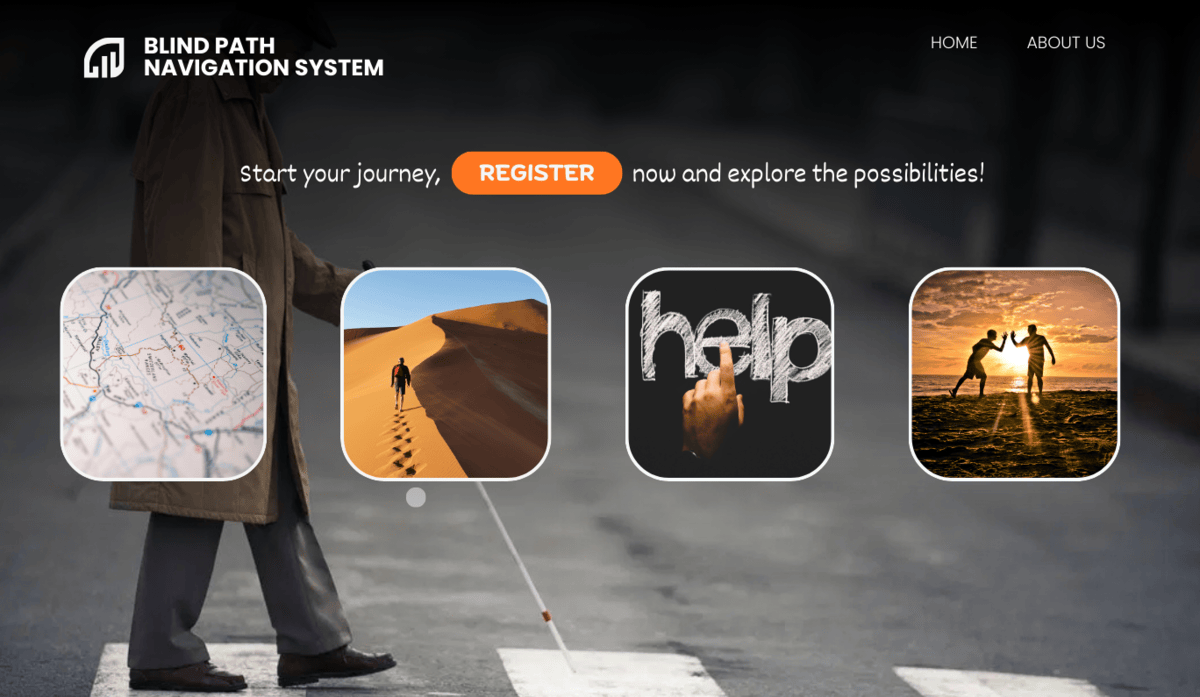 BLIND PATH
NAVIGATION SYSTEM
HOME
ABOUT US
Start your journey, REGISTER now and explore the possibilities!
help